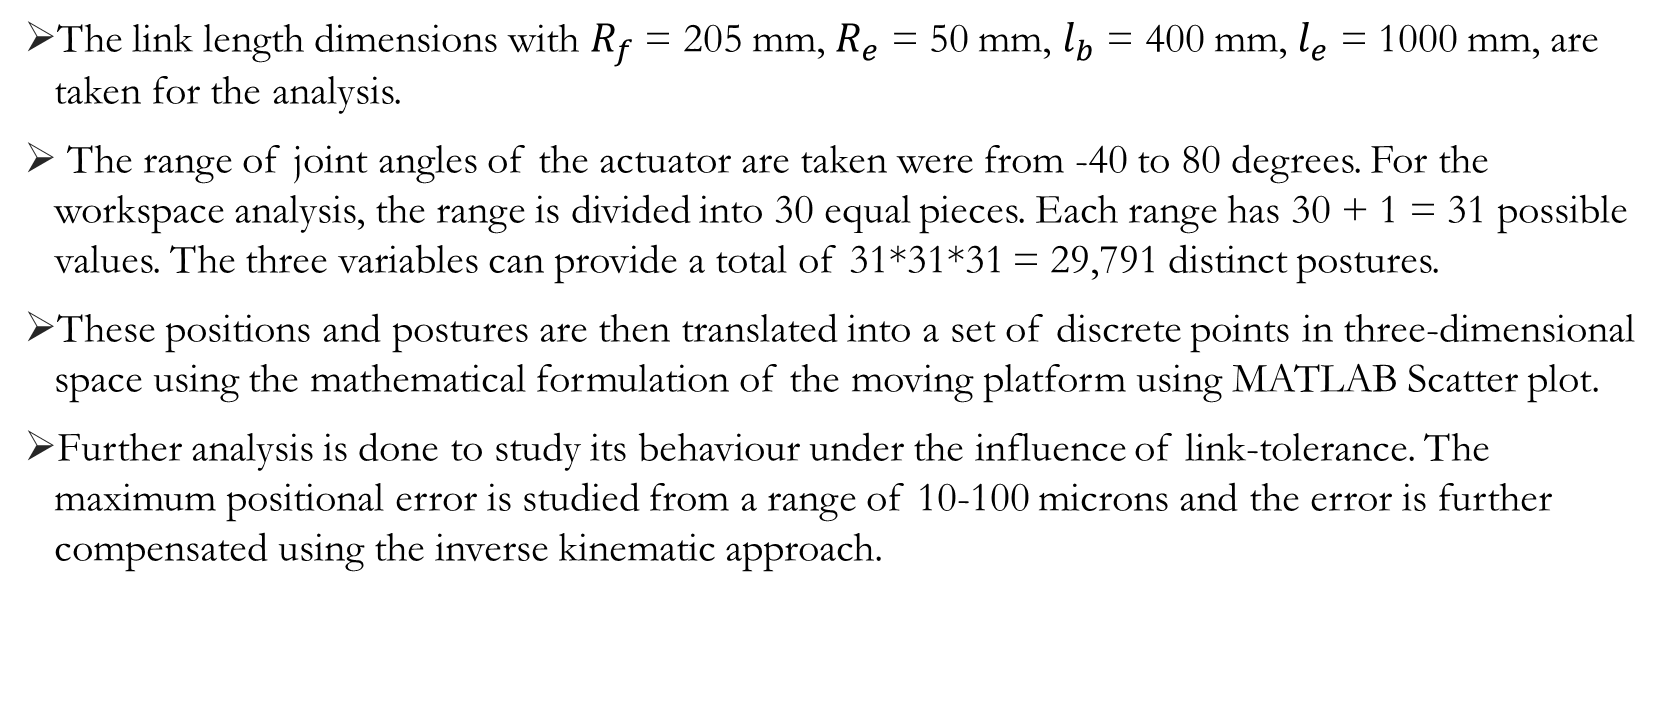 ➢The link length dimensions with R_f = 205 mm, R_e = 50 mm, l_b = 400 mm, l_e = 1000 mm, are
taken for the analysis.
➢ The range of joint angles of the actuator are taken were from -40 to 80 degrees. For the
workspace analysis, the range is divided into 30 equal pieces. Each range has 30 + 1 = 31 possible
values. The three variables can provide a total of 31*31*31 = 29,791 distinct postures.
➢These positions and postures are then translated into a set of discrete points in three-dimensional
space using the mathematical formulation of the moving platform using MATLAB Scatter plot.
➢Further analysis is done to study its behaviour under the influence of link-tolerance. The
maximum positional error is studied from a range of 10-100 microns and the error is further
compensated using the inverse kinematic approach.